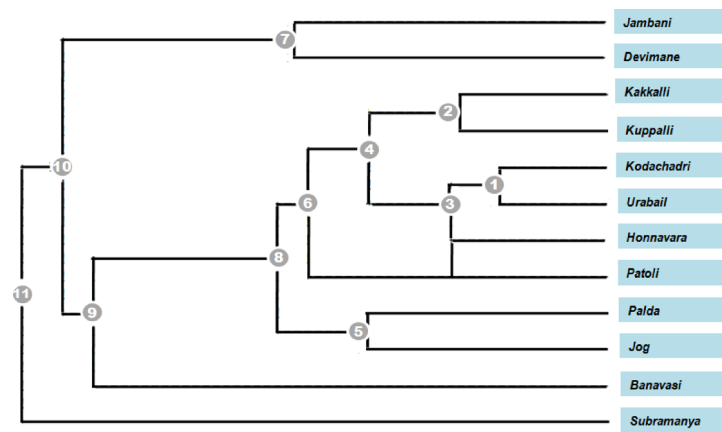 Jambani
7
Devimane
Kakkalli
2
Kuppalli
4
Kodachadri
10
1
6
3
Urabail
Honnavara
8
Patoli
11
9
Palda
5
Jog
Banavasi
Subramanya